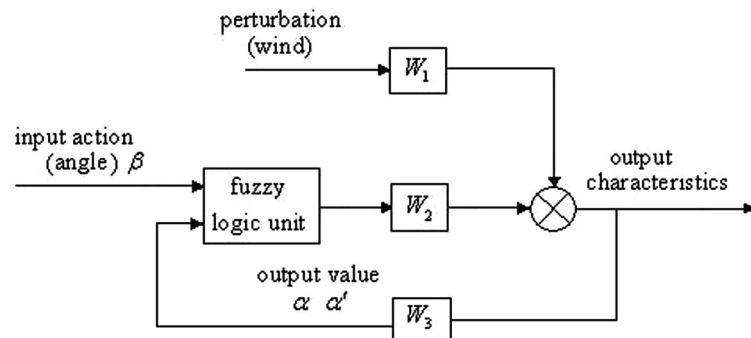 perturbation
(wind)
W₁
input action
(angle) β
fuzzy
logic unit
W₂
output
characteristics
output value
α α′
W₃